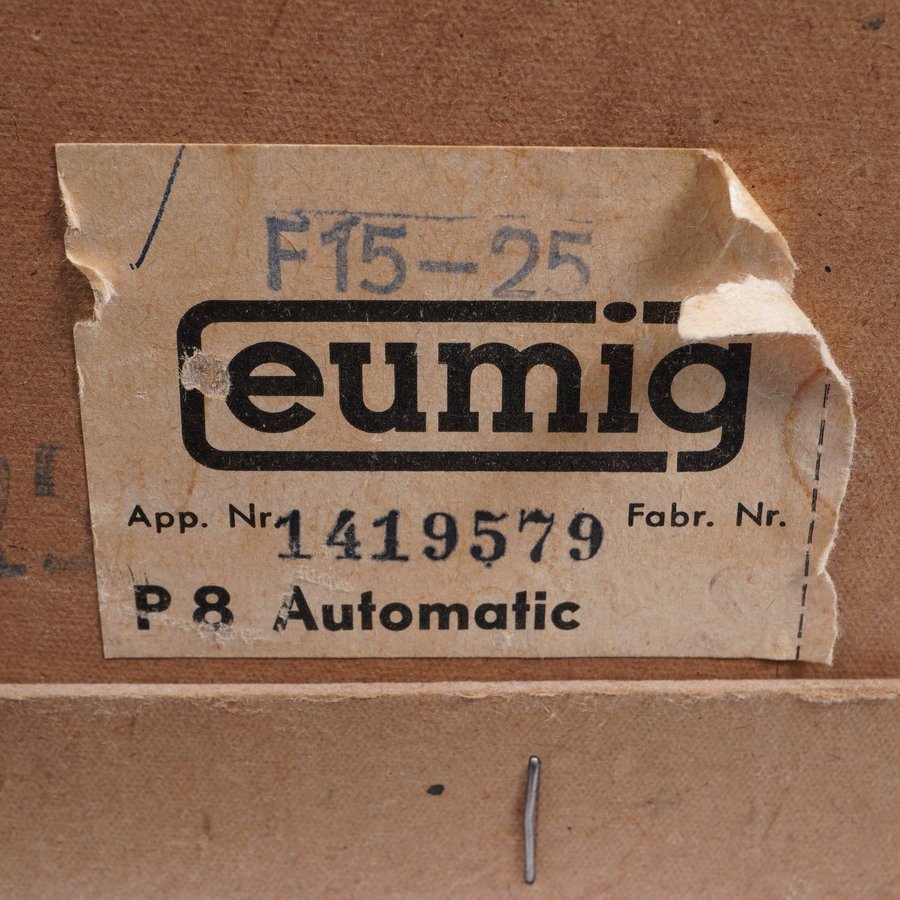 F15-25
eumig
App. Nr. 1419579 Fabr. Nr.
P 8 Automatic